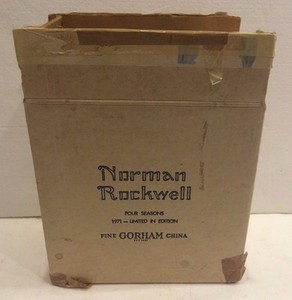 Norman
Rockwell
FOUR SEASONS
1971 — LIMITED IN EDITION
FINE GORHAM CHINA